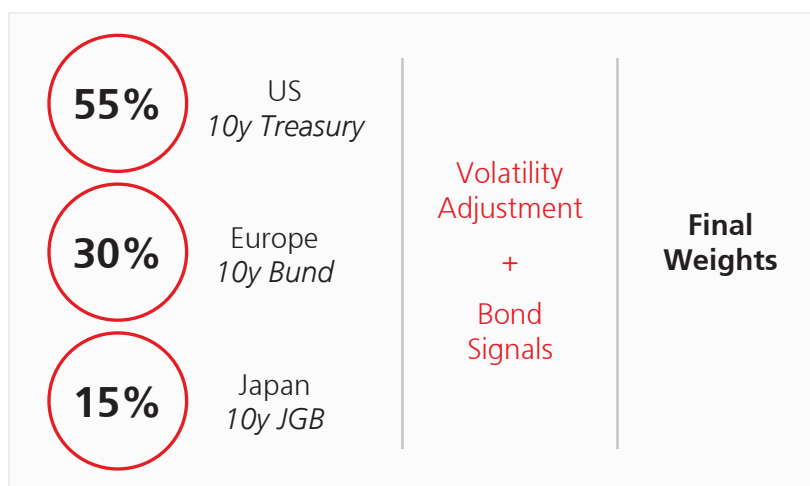 55%
US
10y Treasury
30%
Europe
10y Bund
15%
Japan
10y JGB
Volatility
Adjustment
+
Bond
Signals
Final
Weights